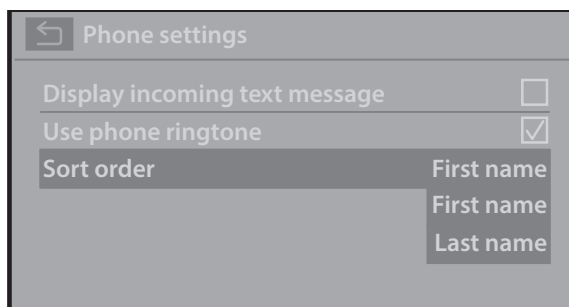 Phone settings
Display incoming text message
Use phone ringtone
Sort order First name
First name
Last name